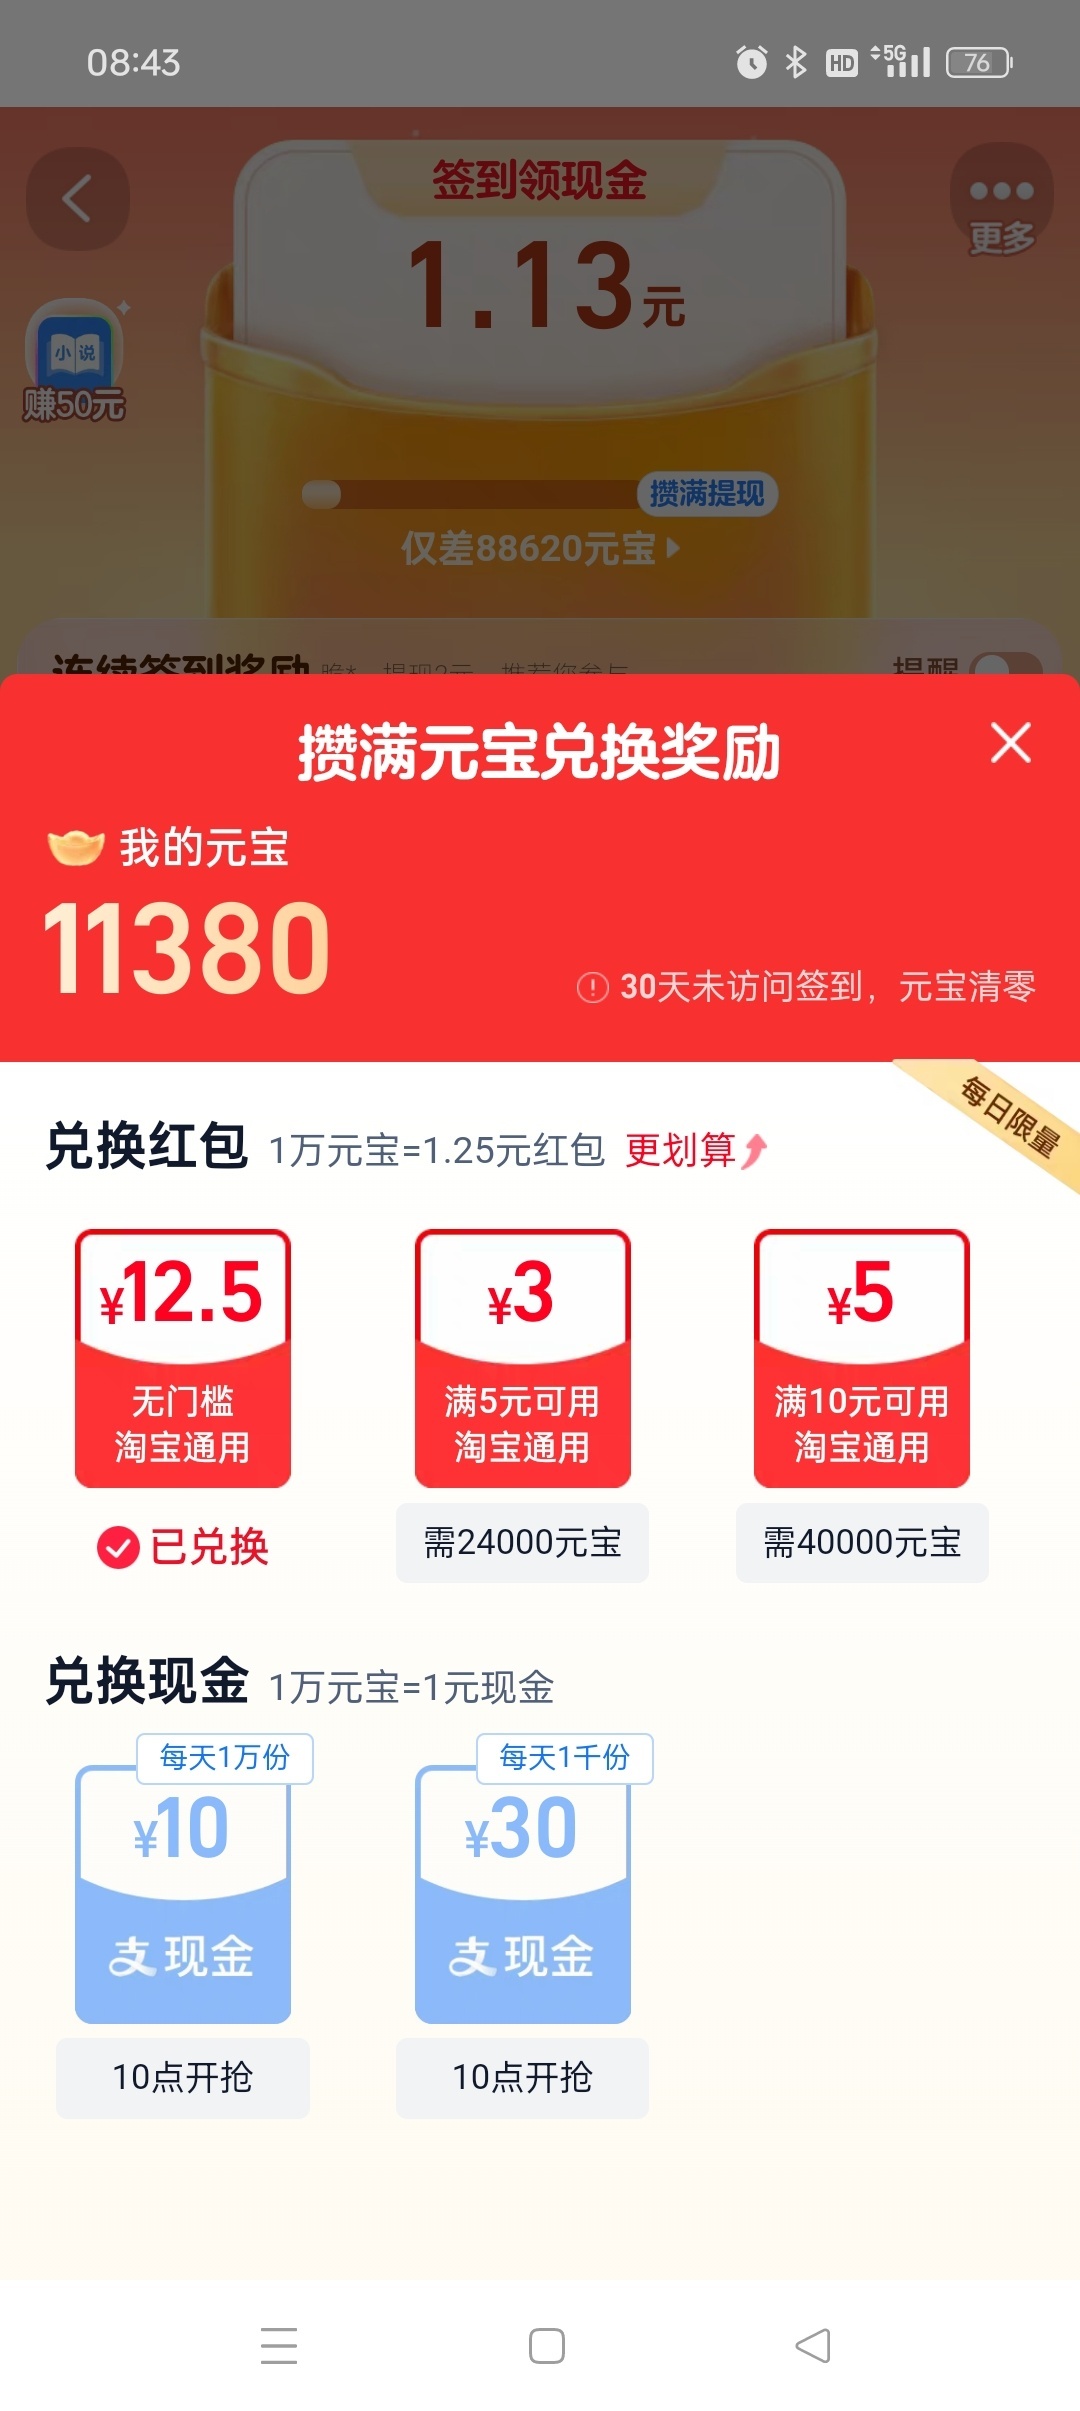 08:43
HD
5G
76
签到领现金
1.13元
更多
小说
赚50元
攒满提现
仅差88620元宝
连续签到奖励
提醒
攒满元宝兑换奖励
我的元宝
11380
30天未访问签到，元宝清零
每日限量
兑换红包 1万元宝=1.25元红包 更划算
¥12.5
无门槛
淘宝通用
已兑换
¥3
满5元可用
淘宝通用
需24000元宝
¥5
满10元可用
淘宝通用
需40000元宝
兑换现金 1万元宝=1元现金
每天1万份
¥10
支现金
10点开抢
每天1千份
¥30
支现金
10点开抢